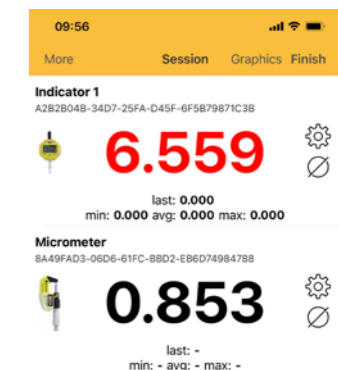 09:56
More Session Graphics Finish
Indicator 1
A2B2B04B-34D7-25FA-D45F-6F5B79871C3B
6.559
last: 0.000
min: 0.000 avg: 0.000 max: 0.000
Micrometer
8A49FAD3-06D6-61FC-BBD2-EB6D74984788
0.853
last: -
min: - avg: - max: -